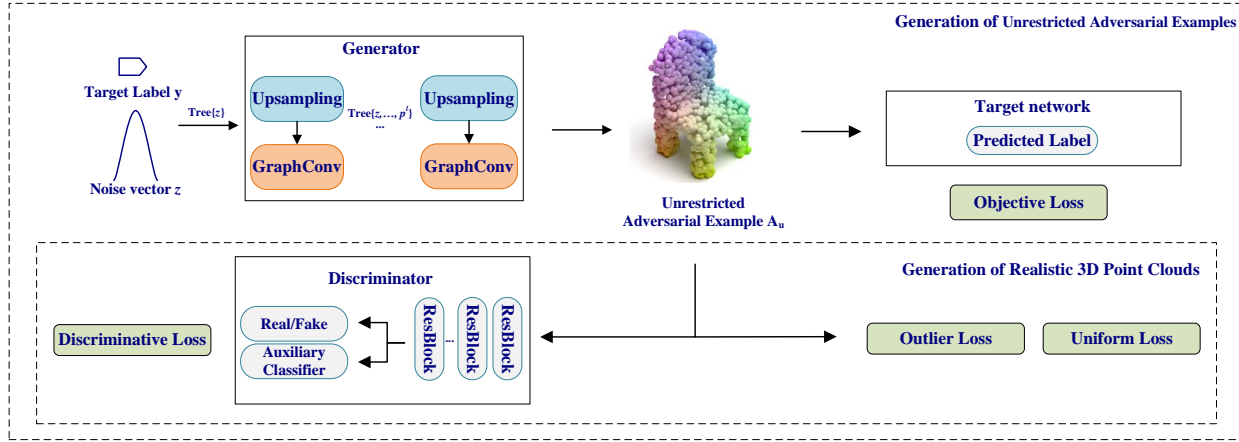 Generation of Unrestricted Adversarial Examples
Target Label y
Noise vector z
Tree{z}
Generator
Upsampling
GraphConv
Tree{z,..., pˡ}
...
Upsampling
GraphConv
Unrestricted
Adversarial Example Aᵤ
Target network
Predicted Label
Objective Loss
Generation of Realistic 3D Point Clouds
Discriminative Loss
Discriminator
Real/Fake
Auxiliary
Classifier
ResBlock
...
ResBlock
ResBlock
Outlier Loss
Uniform Loss